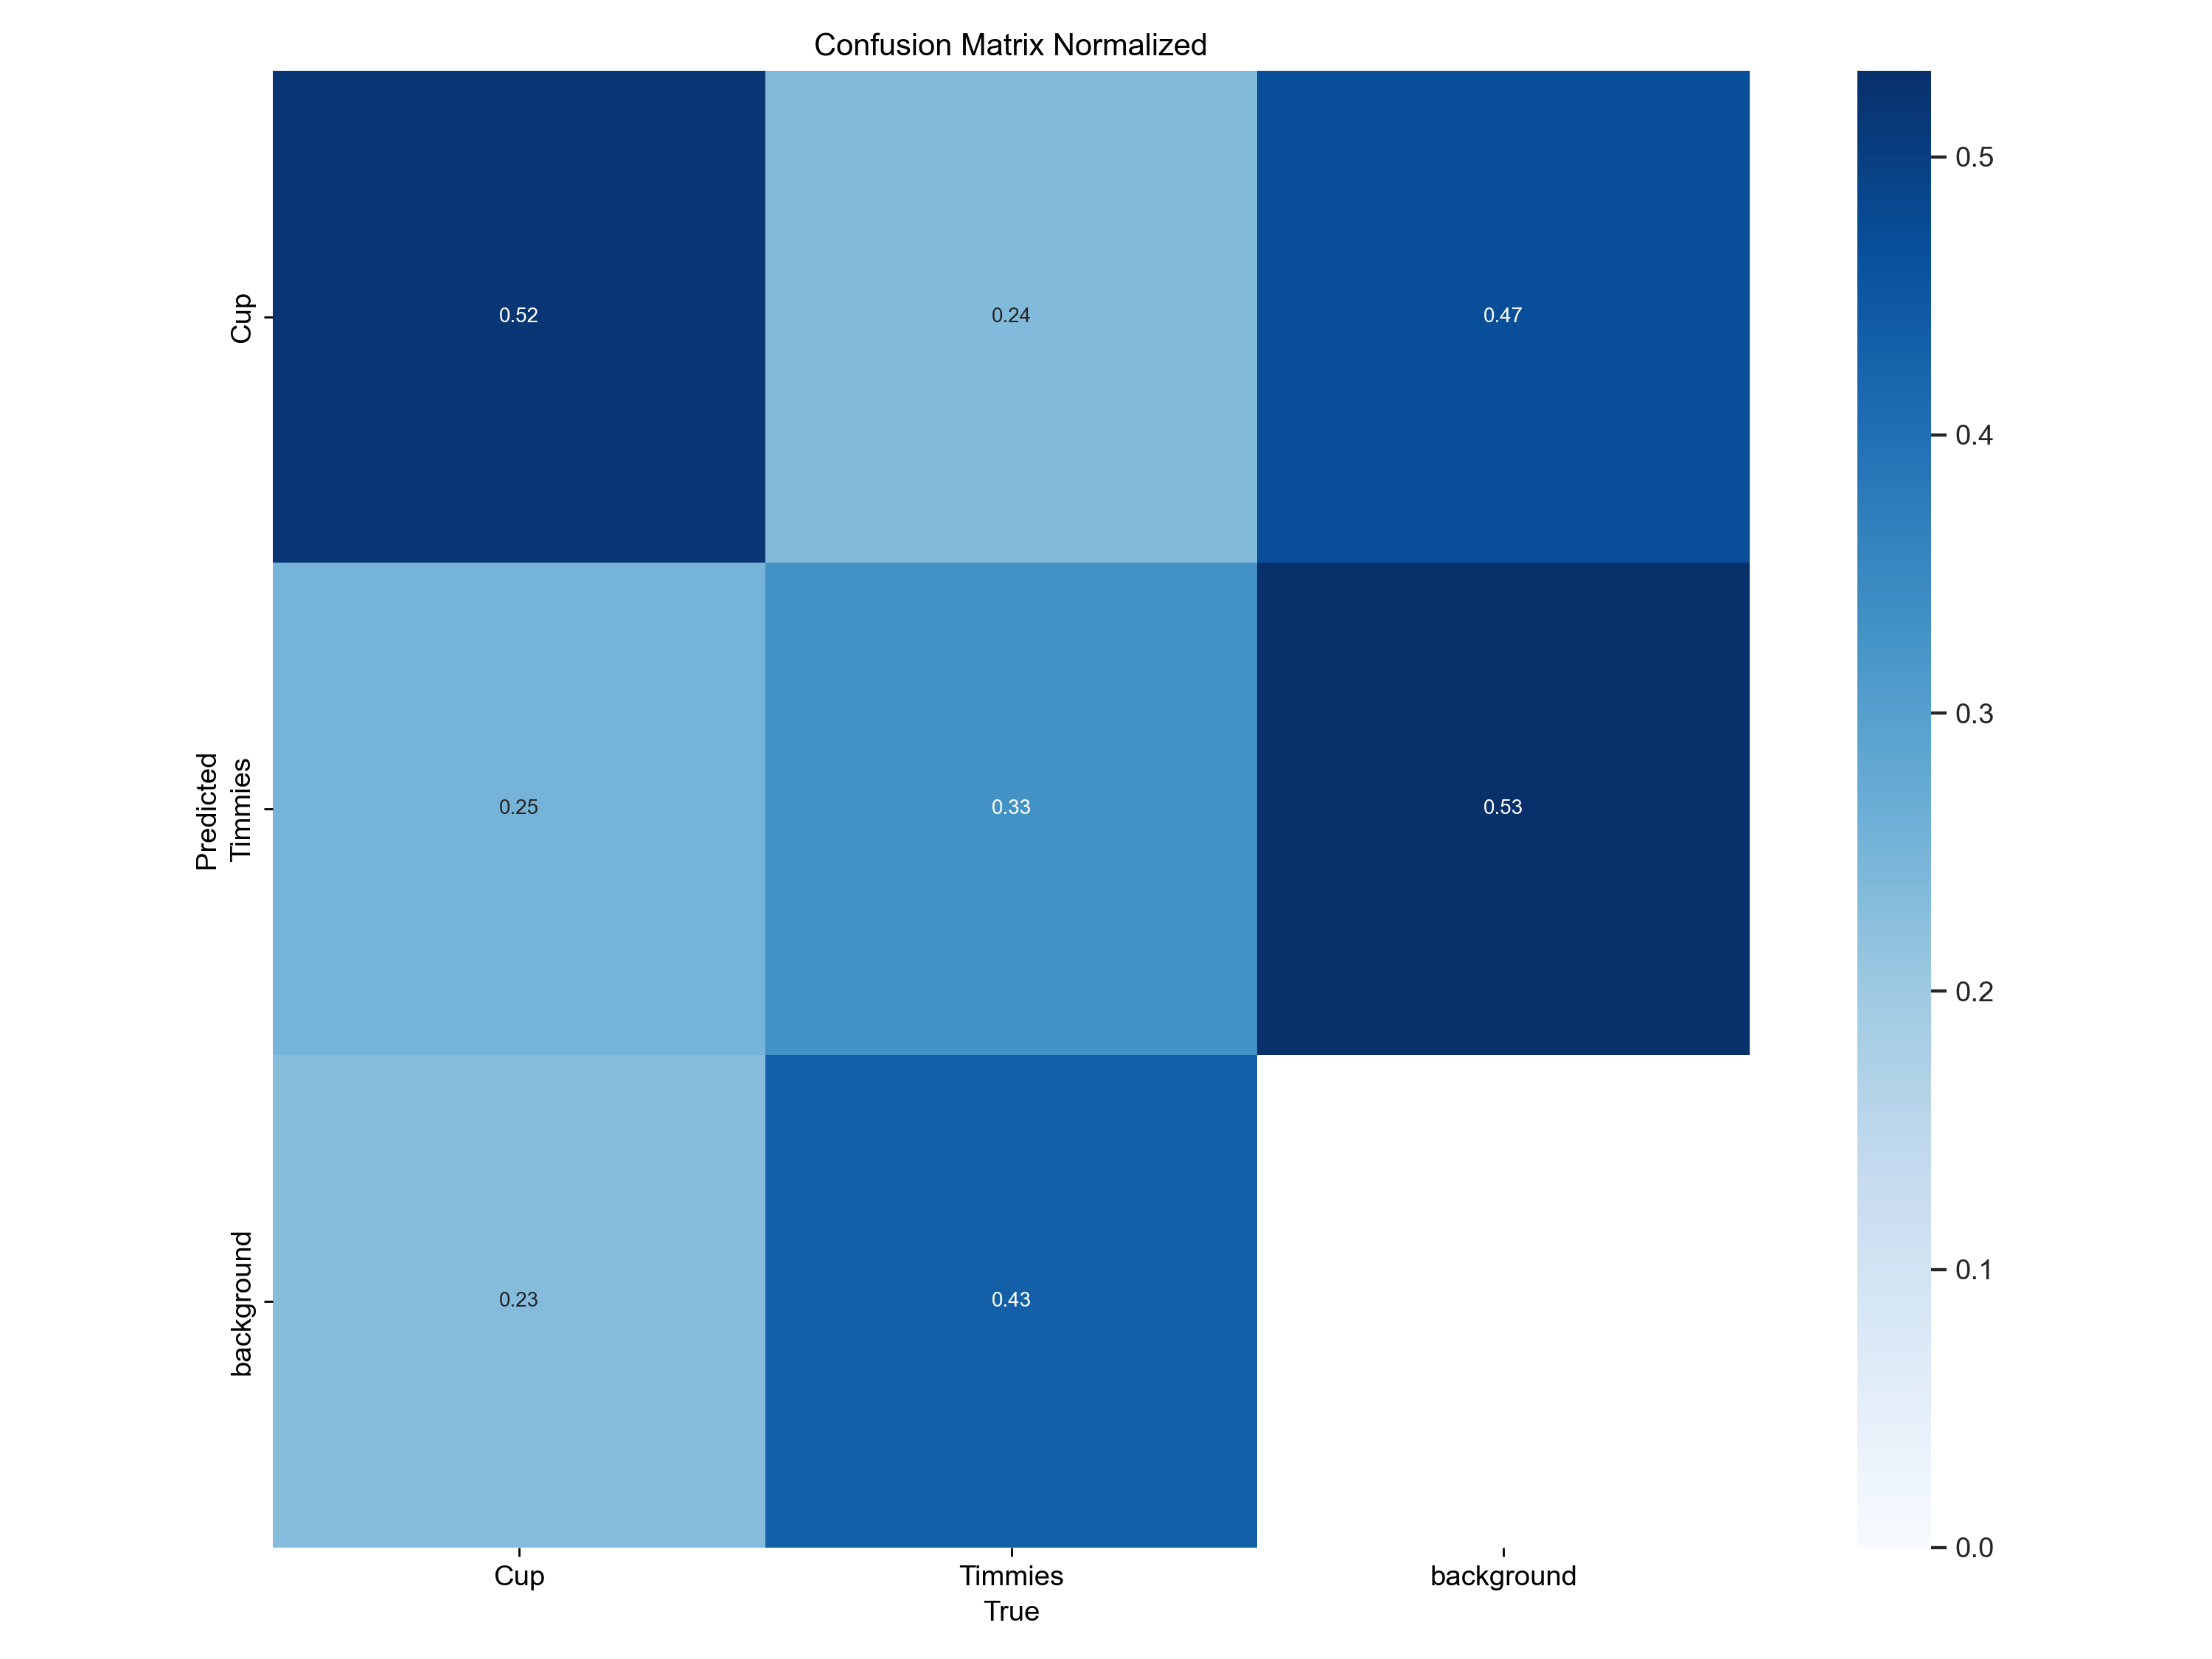 Confusion Matrix Normalized
Cup
0.52
0.24
0.47
Predicted
Timmies
0.25
0.33
0.53
background
0.23
0.43
Cup
Timmies
background
True
0.5
0.4
0.3
0.2
0.1
0.0